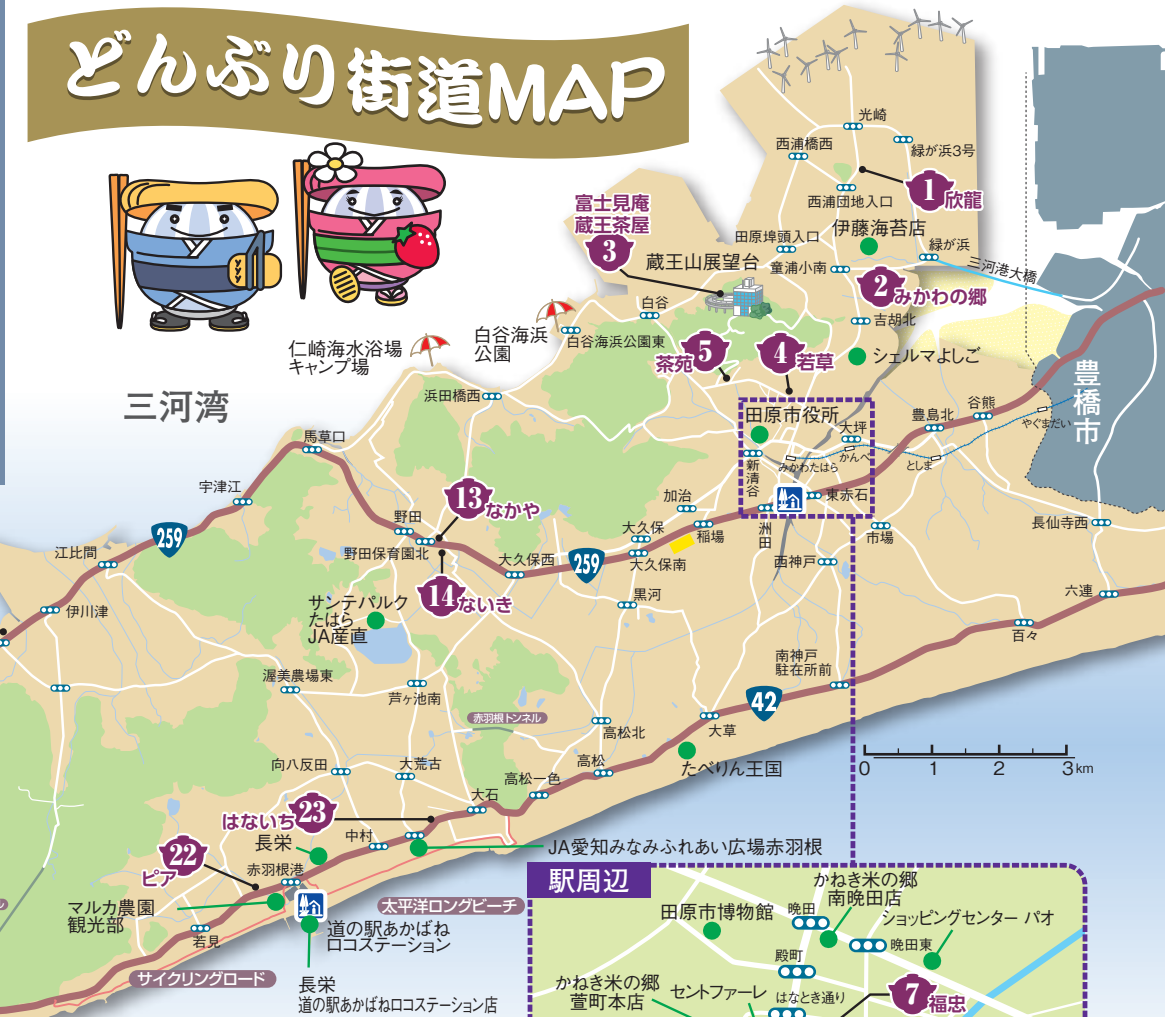 どんぶり街道MAP
光崎
西浦橋西
緑が浜3号
1
欣龍
西浦団地入口
富士見庵
蔵王茶屋
3
伊藤海苔店
田原埠頭入口
緑が浜
蔵王山展望台
童浦小南
三河港大橋
2
みかわの郷
白谷
吉胡北
白谷海浜
公園
白谷海浜公園東
仁崎海水浴場
キャンプ場
茶苑
5
4
若草
シェルマよしご
豊橋市
三河湾
浜田橋西
田原市役所
大坪
豊島北
谷熊
やぐまだい
馬草口
新清谷
みかわたはら
かんべ
としま
宇津江
13
なかや
加治
東赤石
259
野田
大久保
稲場
洲田
市場
長仙寺西
江比間
野田保育園北
大久保西
259
大久保南
西神戸
14
ないき
伊川津
サンテパルク
たはら
JA産直
黒河
六連
百々
渥美農場東
芦ヶ池南
南神戸
駐在所前
42
赤羽根トンネル
高松北
大草
向八反田
大荒古
高松一色
高松
たべりん王国
0
1
2
3km
大石
はないち
23
長栄
中村
JA愛知みなみふれあい広場赤羽根
22
ピア
赤羽根港
マルカ農園
観光部
太平洋ロングビーチ
道の駅あかばね
ロコステーション
若見
サイクリングロード
長栄
道の駅あかばねロコステーション店
駅周辺
かねき米の郷
南晩田店
田原市博物館
晩田
ショッピングセンター パオ
晩田東
殿町
かねき米の郷
萱町本店
セントファーレ
はなとき通り
7
福忠